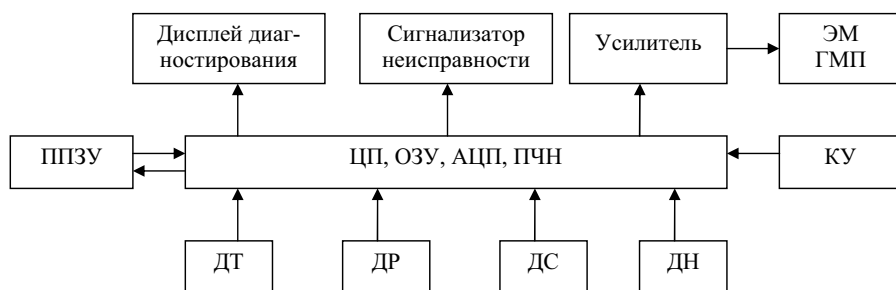 Дисплей диаг-
ностирования
Сигнализатор
неисправности
Усилитель
ЭМ
ГМП
ППЗУ
ЦП, ОЗУ, АЦП, ПЧН
КУ
ДТ
ДР
ДС
ДН